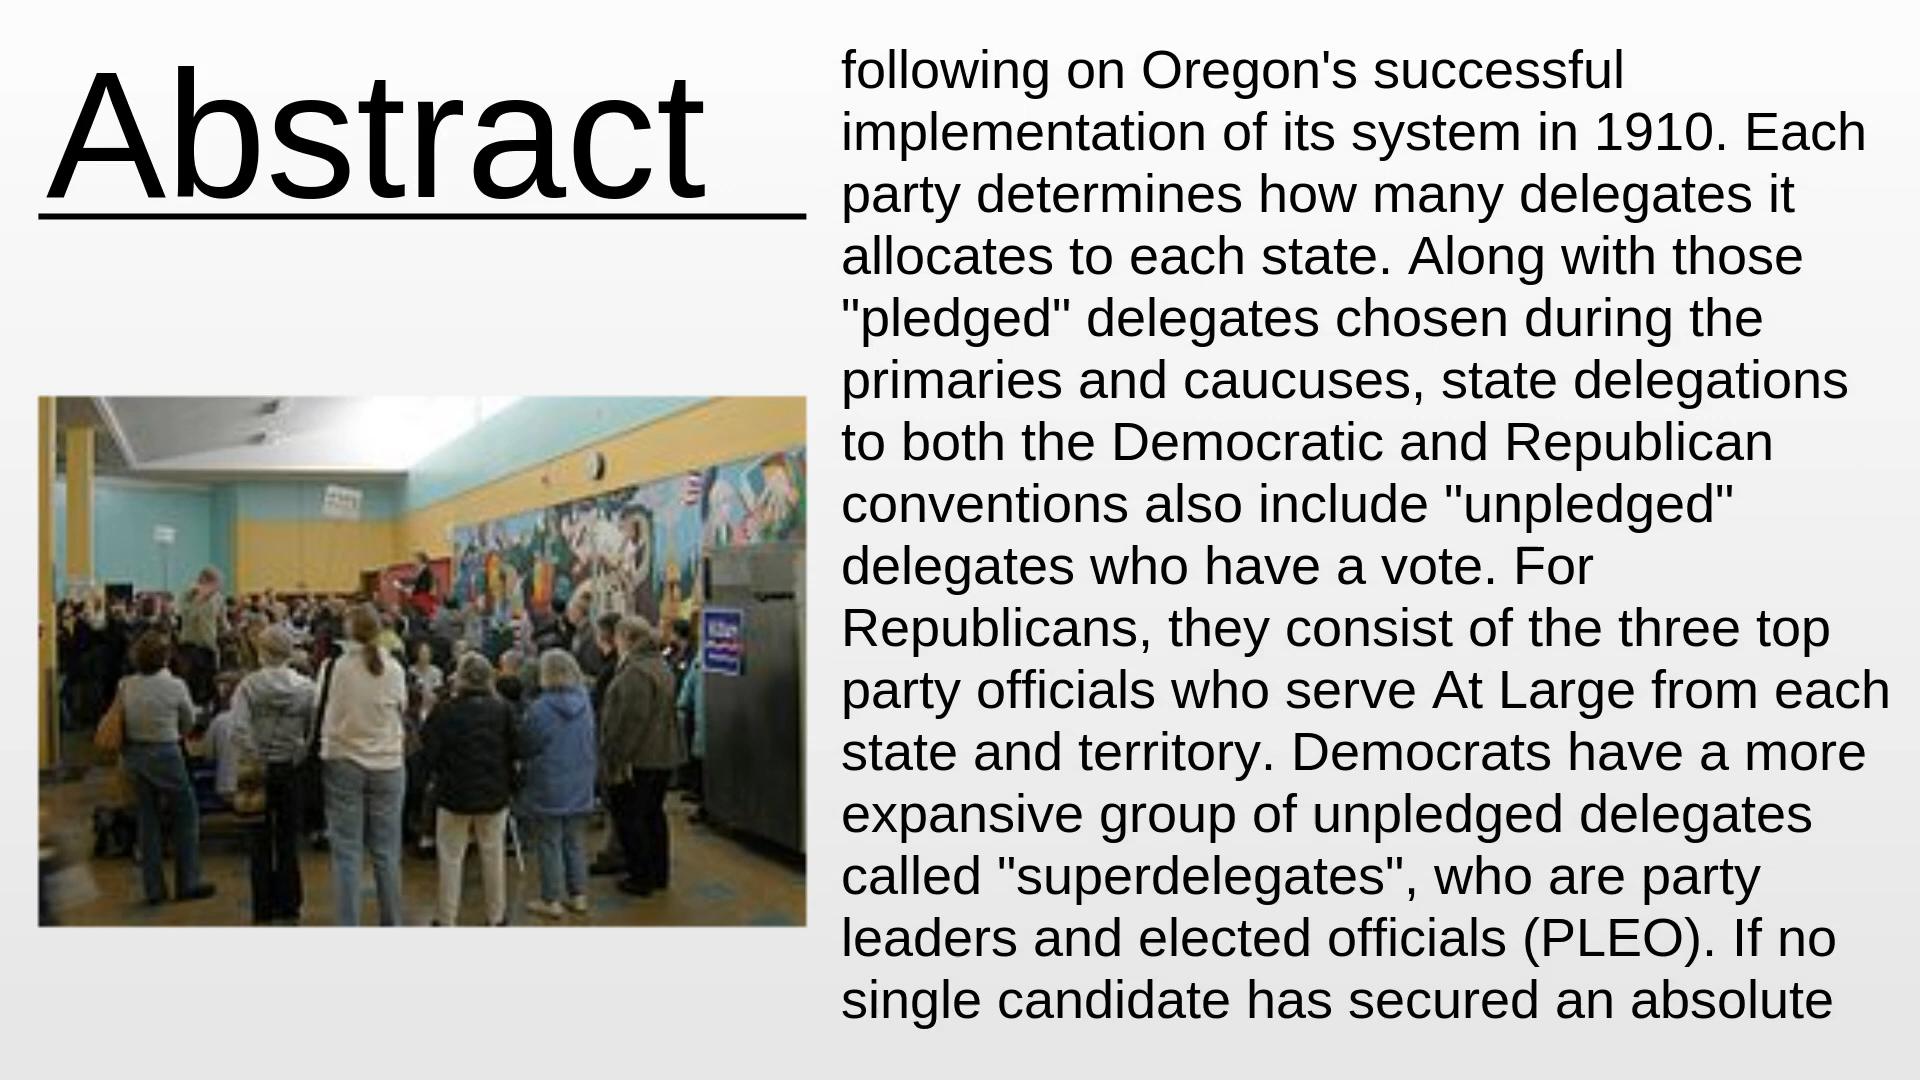 Abstract
following on Oregon's successful
implementation of its system in 1910. Each
party determines how many delegates it
allocates to each state. Along with those
"pledged" delegates chosen during the
primaries and caucuses, state delegations
to both the Democratic and Republican
conventions also include "unpledged"
delegates who have a vote. For
Republicans, they consist of the three top
party officials who serve At Large from each
state and territory. Democrats have a more
expansive group of unpledged delegates
called "superdelegates", who are party
leaders and elected officials (PLEO). If no
single candidate has secured an absolute